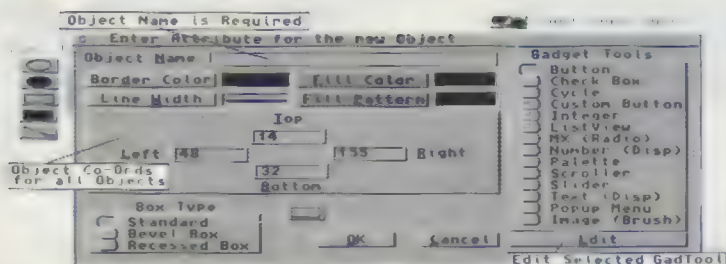 Object Name is Required
Enter Attribute for the new Object
Object Name
Border Color
Fill Color
Line Width
Fill Pattern
Top
14
Left 48
155 Right
32
Bottom
Object Co-Ords
for all Objects
Box Type
Standard
Bevel Box
Recessed Box
OK
Cancel
Gadget Tools
Button
Check Box
Cycle
Custom Button
Integer
ListView
MX (Radio)
Number (Disp)
Palette
Scroller
Slider
Text (Disp)
Popup Menu
Image (Brush)
Edit
Edit Selected GadTool